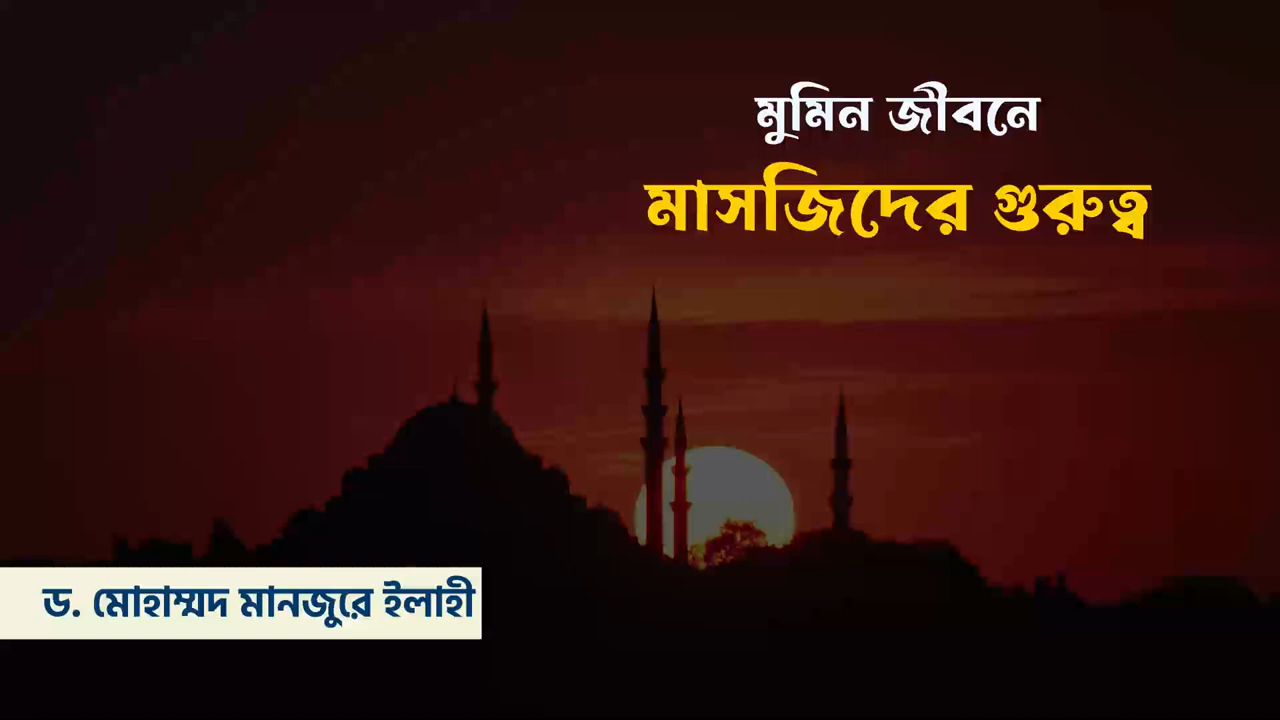 মুমিন জীবনে
মাসজিদের গুরুত্ব
ড. মোহাম্মদ মানজুরে ইলাহী